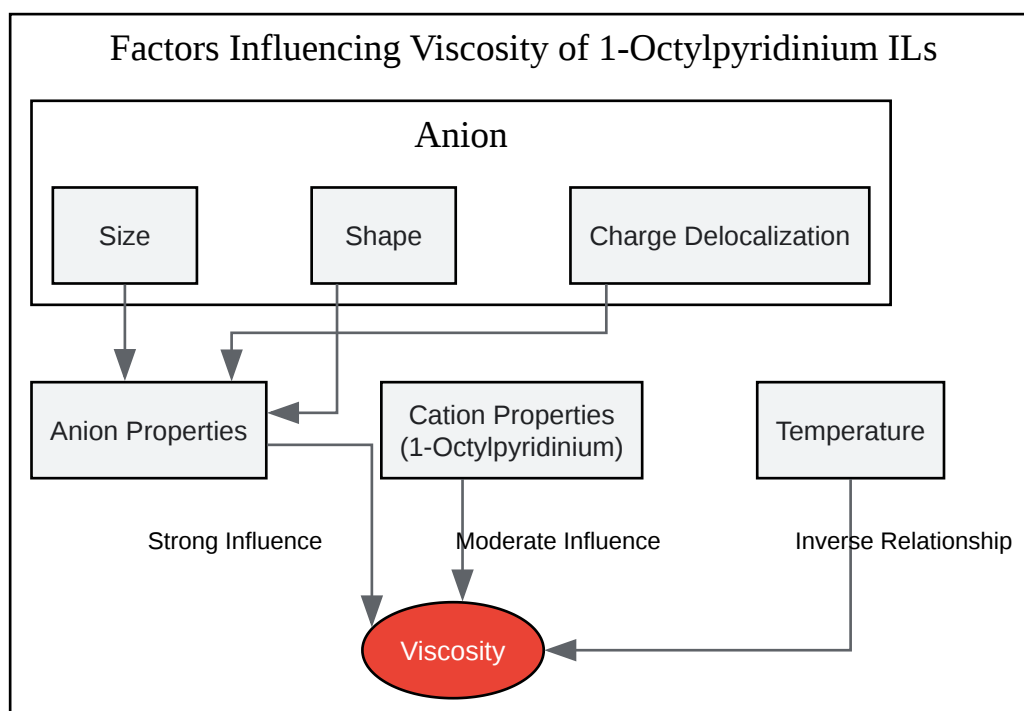 Factors Influencing Viscosity of 1-Octylpyridinium ILs
Anion
Size
Shape
Charge Delocalization
Anion Properties
Cation Properties
(1-Octylpyridinium)
Temperature
Strong Influence
Moderate Influence
Inverse Relationship
Viscosity